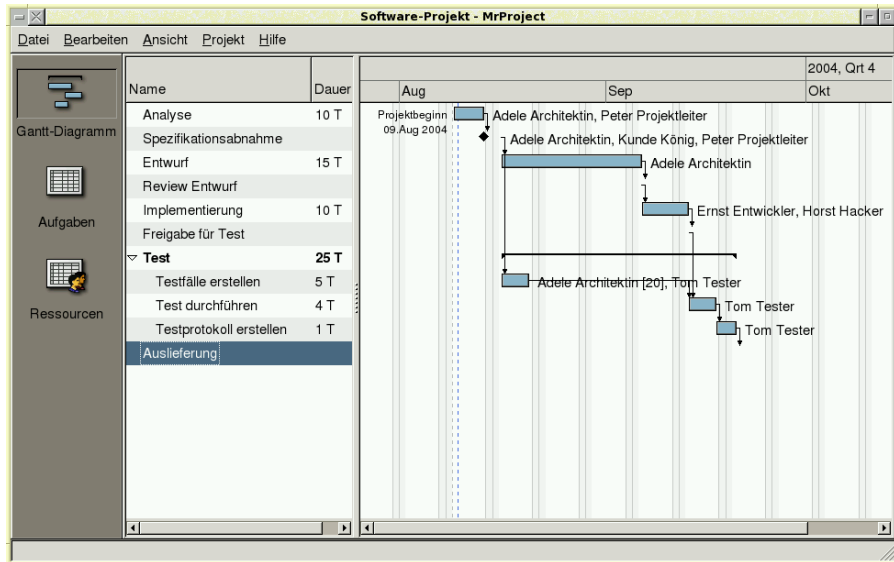 Software-Projekt - MrProject
Datei Bearbeiten Ansicht Projekt Hilfe
Gantt-Diagramm
Aufgaben
Ressourcen
Name Dauer
Analyse 10 T
Spezifikationsabnahme
Entwurf 15 T
Review Entwurf
Implementierung 10 T
Freigabe für Test
Test 25 T
Testfälle erstellen 5 T
Test durchführen 4 T
Testprotokoll erstellen 1 T
Auslieferung
2004, Qrt 4
Aug Sep Okt
Projektbeginn
09.Aug 2004
Adele Architektin, Peter Projektleiter
Adele Architektin, Kunde König, Peter Projektleiter
Adele Architektin
Ernst Entwickler, Horst Hacker
Adele Architektin [20], Tom Tester
Tom Tester
Tom Tester